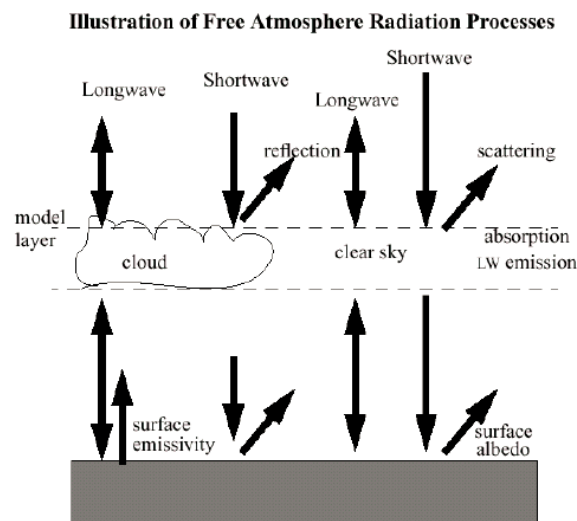 Illustration of Free Atmosphere Radiation Processes
Longwave
Shortwave
Longwave
Shortwave
reflection
scattering
model
layer
cloud
clear sky
absorption
LW emission
surface
emissivity
surface
albedo